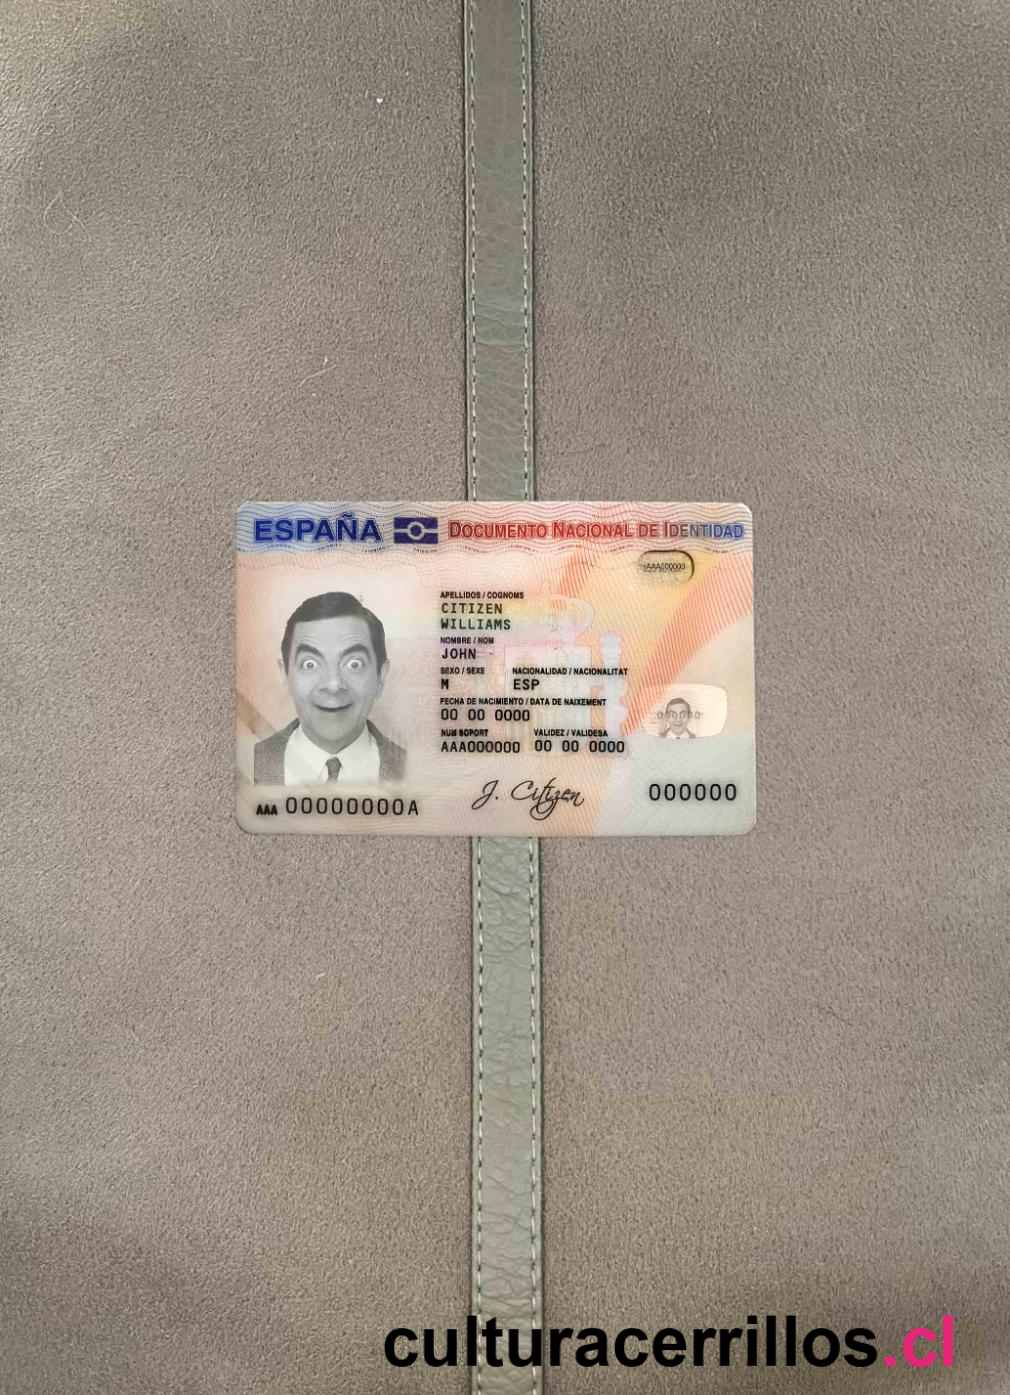 ESPAÑA DOCUMENTO NACIONAL DE IDENTIDAD
AAA000000
APELLIDOS / COGNOMS
CITIZEN
WILLIAMS
NOMBRE / NOM
JOHN
SEXO / SEXE NACIONALIDAD / NACIONALITAT
M ESP
FECHA DE NACIMIENTO / DATA DE NAIXEMENT
00 00 0000
NUM SOPORT VALIDEZ / VALIDESA
AAA000000 00 00 0000
J. Citizen
000000
AAA 00000000A
culturacerrillos.cl